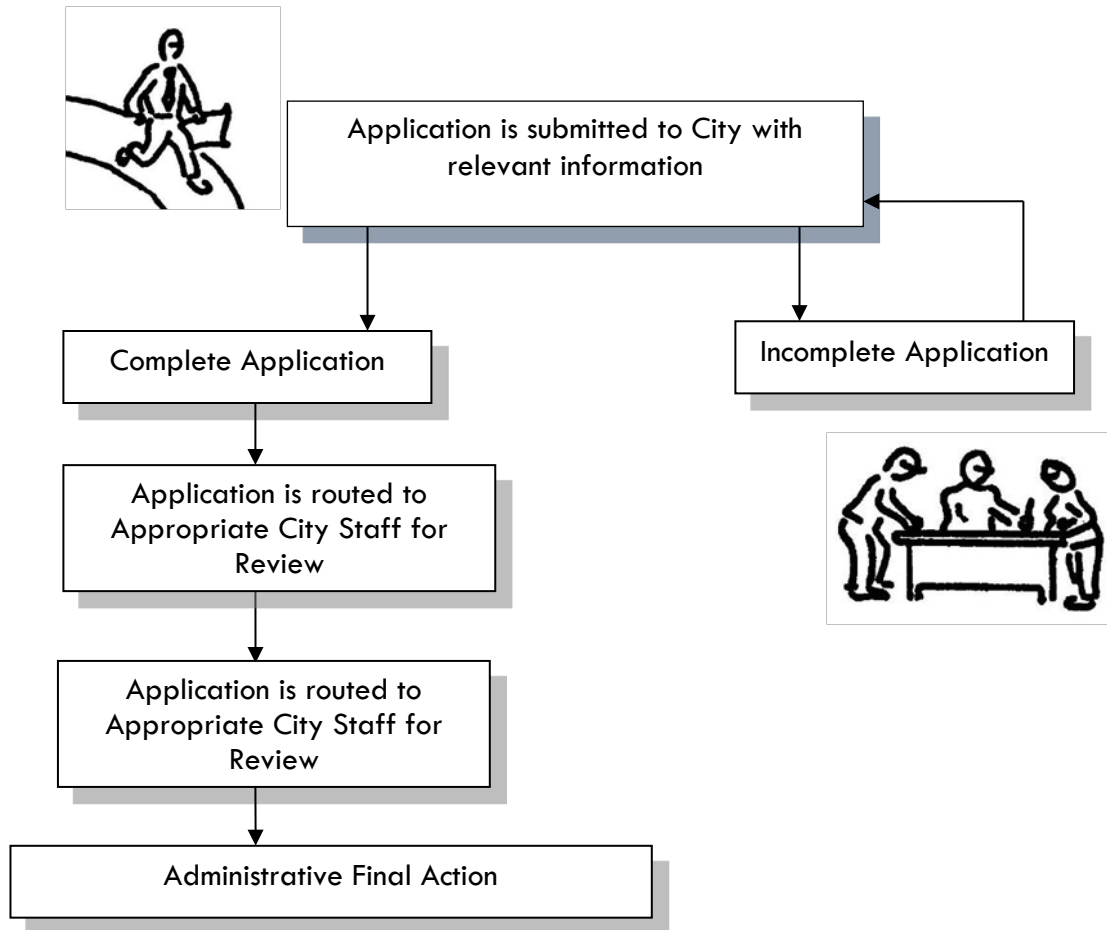 Application is submitted to City with
relevant information
Complete Application
Incomplete Application
Application is routed to
Appropriate City Staff for
Review
Application is routed to
Appropriate City Staff for
Review
Administrative Final Action